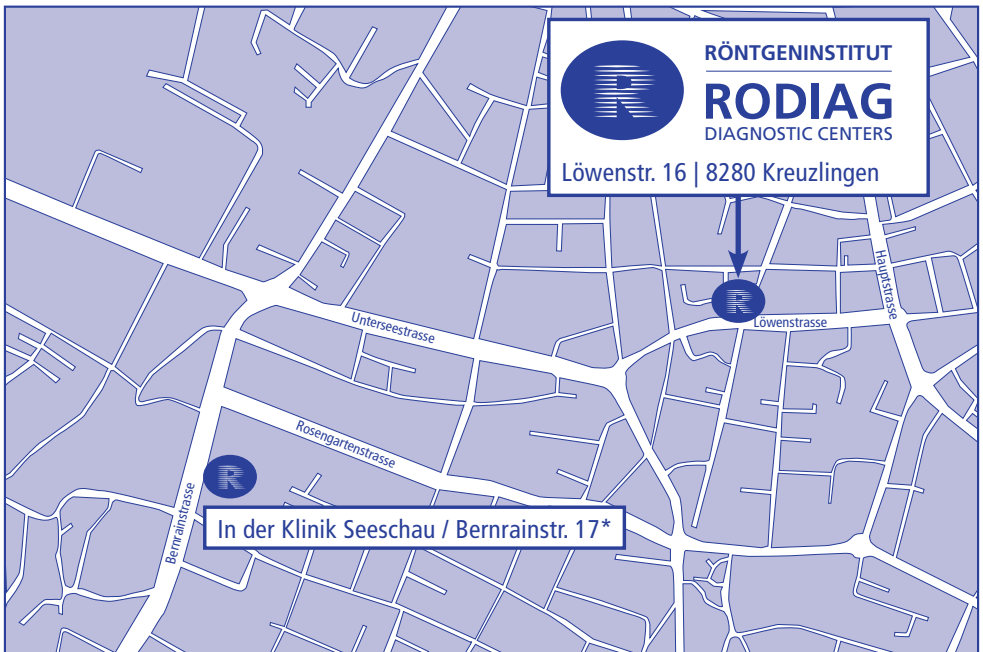 RÖNTGENINSTITUT
R
RODIAG
DIAGNOSTIC CENTERS
Löwenstr. 16 | 8280 Kreuzlingen
Hauptstrasse
R
Löwenstrasse
Unterseestrasse
Rosengartenstrasse
R
Bernrainstrasse
In der Klinik Seeschau / Bernrainstr. 17*